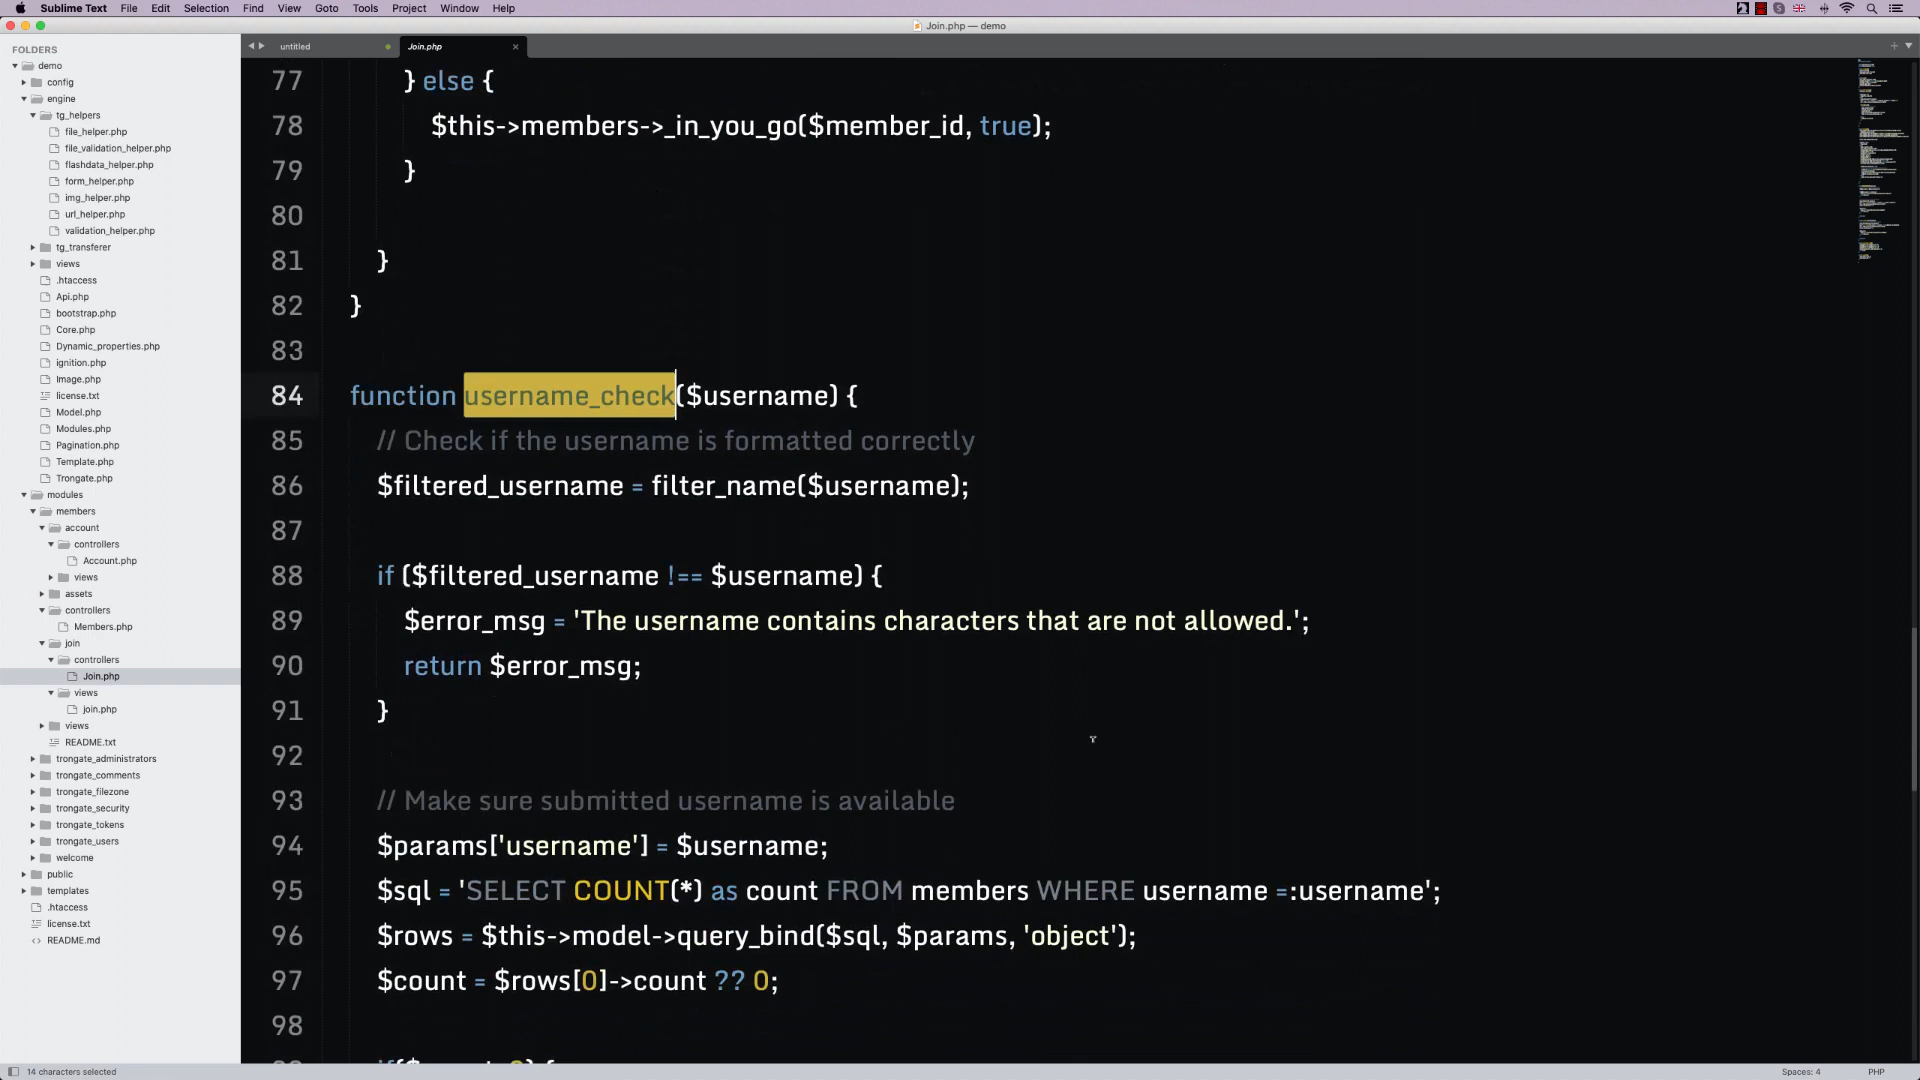 Sublime Text File Edit Selection Find View Goto Tools Project Window Help
Join.php — demo
FOLDERS
demo
config
engine
tg_helpers
file_helper.php
file_validation_helper.php
flashdata_helper.php
form_helper.php
img_helper.php
url_helper.php
validation_helper.php
tg_transferer
views
.htaccess
Api.php
bootstrap.php
Core.php
Dynamic_properties.php
ignition.php
Image.php
license.txt
Model.php
Modules.php
Pagination.php
Template.php
Trongate.php
modules
members
account
controllers
Account.php
views
assets
controllers
Members.php
join
controllers
Join.php
views
join.php
views
README.txt
trongate_administrators
trongate_comments
trongate_filezone
trongate_security
trongate_tokens
trongate_users
welcome
public
templates
.htaccess
license.txt
README.md
untitled Join.php
77 } else {
78 $this->members->_in_you_go($member_id, true);
79 }
80
81 }
82 }
83
84 function username_check($username) {
85 // Check if the username is formatted correctly
86 $filtered_username = filter_name($username);
87
88 if ($filtered_username !== $username) {
89 $error_msg = 'The username contains characters that are not allowed.';
90 return $error_msg;
91 }
92
93 // Make sure submitted username is available
94 $params['username'] = $username;
95 $sql = 'SELECT COUNT(*) as count FROM members WHERE username =:username';
96 $rows = $this->model->query_bind($sql, $params, 'object');
97 $count = $rows[0]->count ?? 0;
98
14 characters selected Spaces: 4 PHP